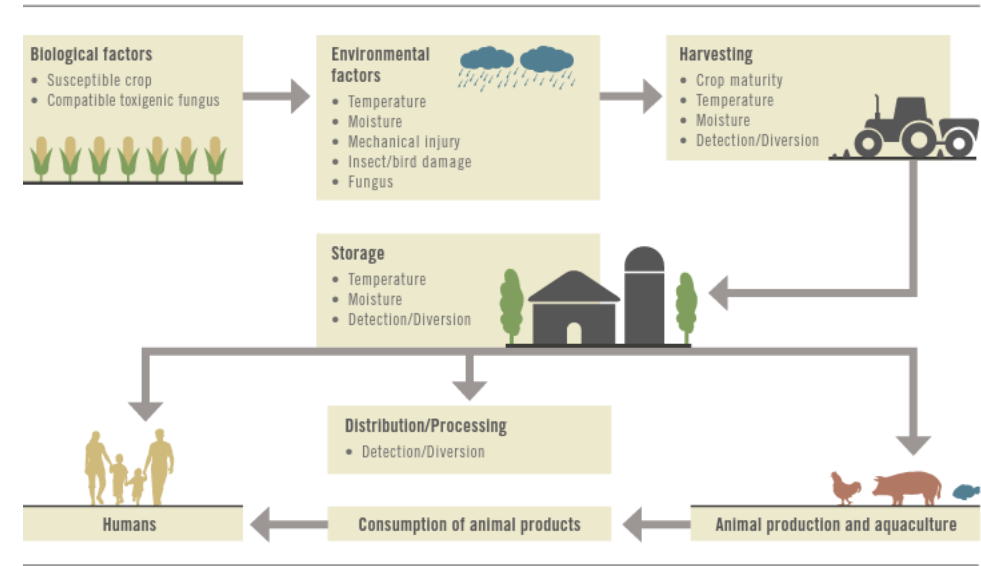 Biological factors
• Susceptible crop
• Compatible toxigenic fungus
Environmental
factors
• Temperature
• Moisture
• Mechanical injury
• Insect/bird damage
• Fungus
Harvesting
• Crop maturity
• Temperature
• Moisture
• Detection/Diversion
Storage
• Temperature
• Moisture
• Detection/Diversion
Distribution/Processing
• Detection/Diversion
Humans
Consumption of animal products
Animal production and aquaculture